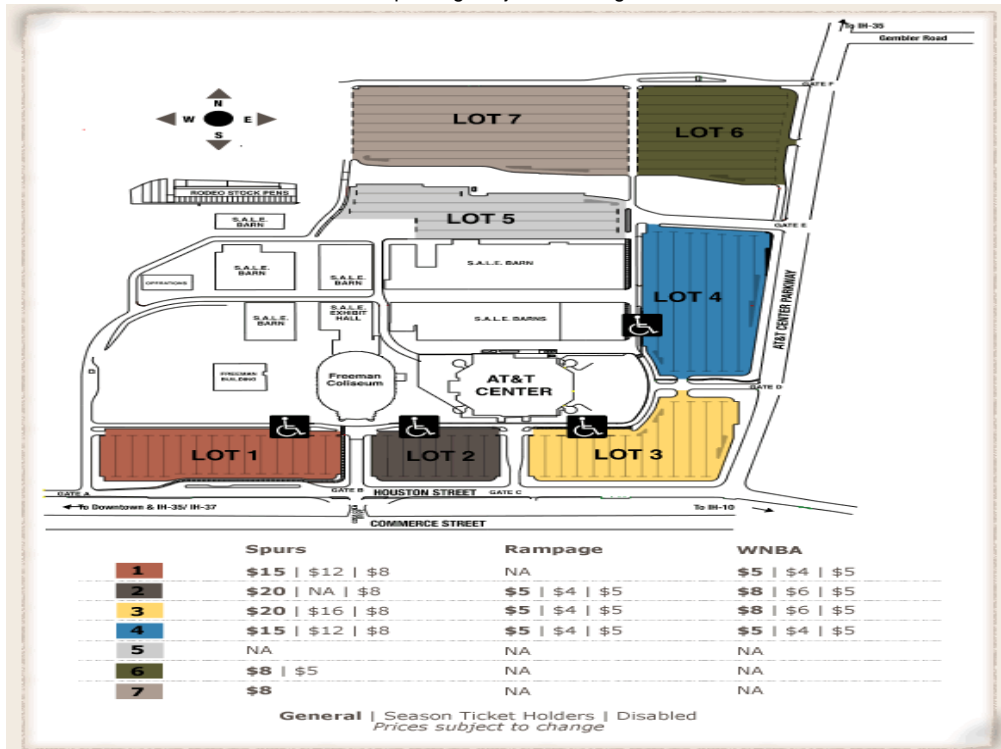 To IH-35
Gembler Road
GATE F
N
W E
S
LOT 7
LOT 6
RODEO STOCK PENS
LOT 5
S.A.L.E.
BARN
GATE E
S.A.L.E.
BARN
S.A.L.E.
BARN
S.A.L.E. BARN
OPERATIONS
LOT 4
AT&T CENTER PARKWAY
S.A.L.E.
BARN
S.A.L.E.
EXHIBIT
HALL
S.A.L.E. BARNS
FREEMAN
BUILDING
Freeman
Coliseum
AT&T
CENTER
GATE D
LOT 1
LOT 2
LOT 3
GATE A
GATE B
HOUSTON STREET
GATE C
To Downtown & IH-35/ IH-37
To IH-10
COMMERCE STREET
Spurs Rampage WNBA
1 $15 | $12 | $8 NA $5 | $4 | $5
2 $20 | NA | $8 $5 | $4 | $5 $8 | $6 | $5
3 $20 | $16 | $8 $5 | $4 | $5 $8 | $6 | $5
4 $15 | $12 | $8 $5 | $4 | $5 $5 | $4 | $5
5 NA NA NA
6 $8 | $5 NA NA
7 $8 NA NA
General | Season Ticket Holders | Disabled
Prices subject to change